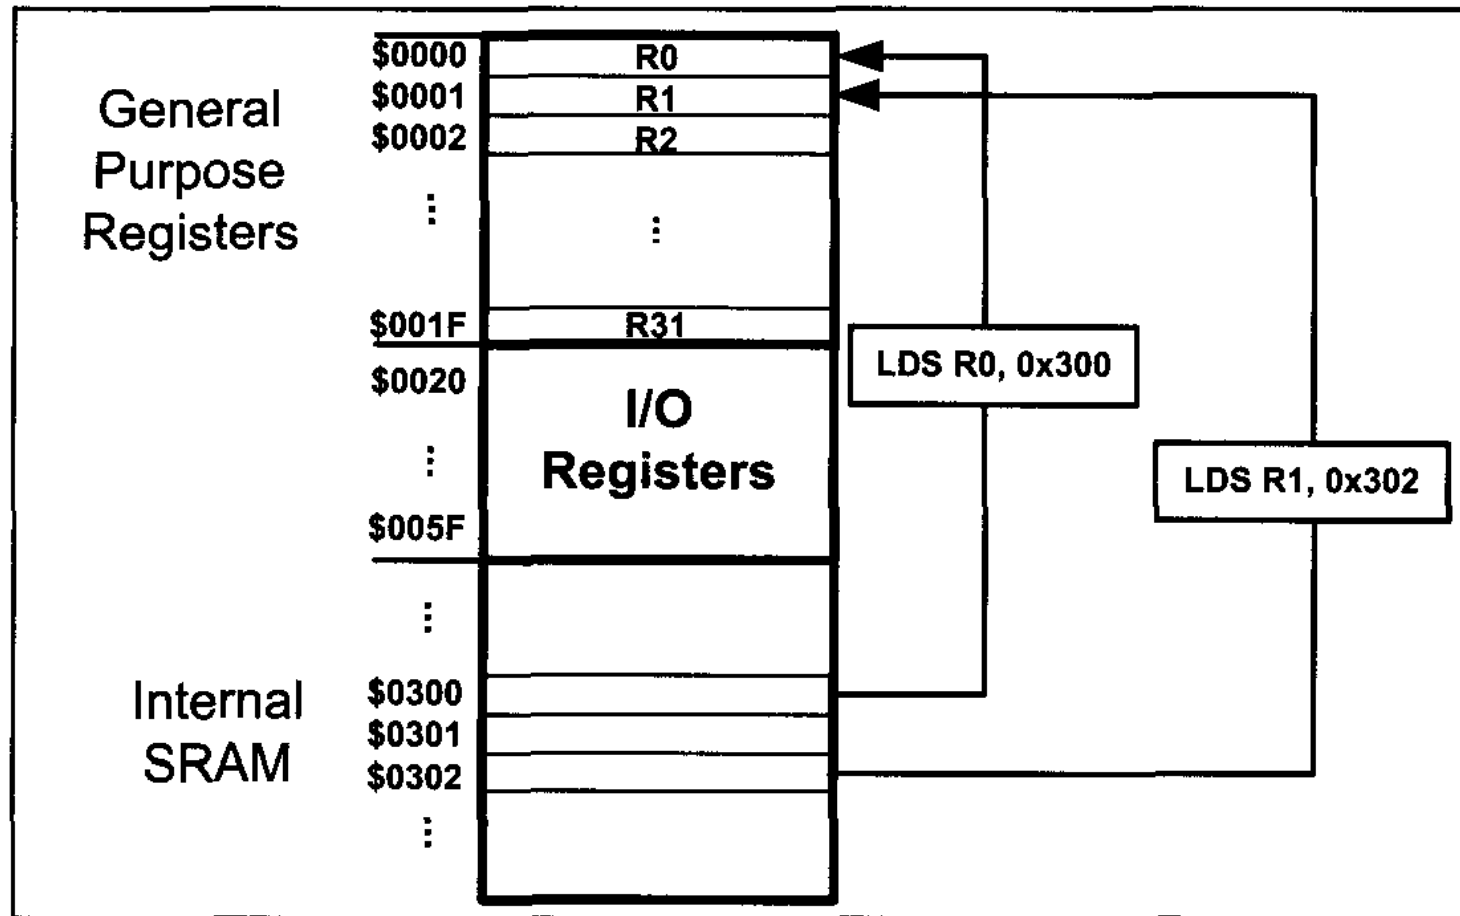 General
Purpose
Registers
$0000
$0001
$0002
⋮
$001F
$0020
⋮
$005F
⋮
Internal
SRAM
$0300
$0301
$0302
⋮
R0
R1
R2
⋮
R31
I/O
Registers
LDS R0, 0x300
LDS R1, 0x302